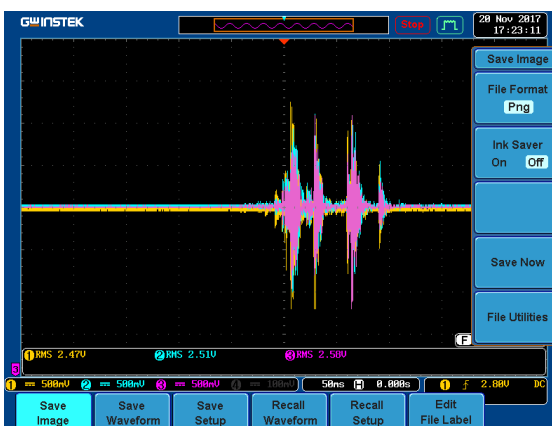 GWINSTEK
Stop
20 Nov 2017
17:23:11
Save Image
File Format
Png
Ink Saver
On Off
Save Now
File Utilities
F
1 RMS 2.47V 2 RMS 2.51V 3 RMS 2.58V
3
1 500mV 2 500mV 3 500mV 4 100mV 50ms H 0.000s 1 2.80V DC
Save Image
Save Waveform
Save Setup
Recall Waveform
Recall Setup
Edit File Label